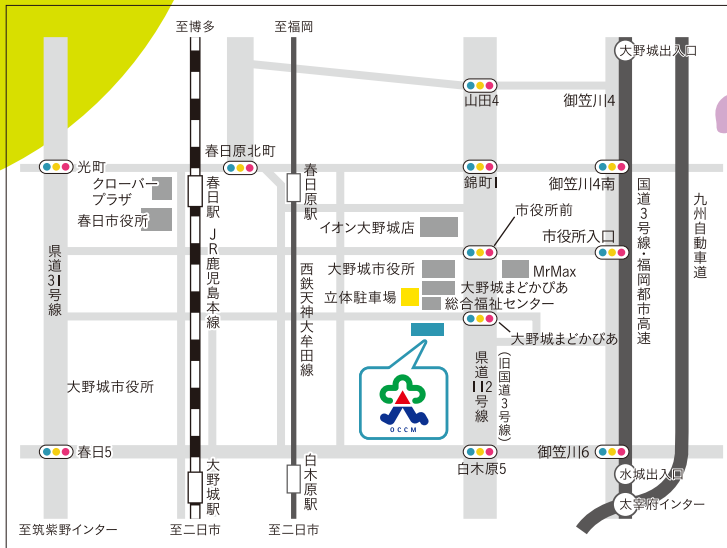 至博多
至福岡
大野城出入口
山田4
御笠川4
春日原北町
光町
錦町1
御笠川4南
クローバー
プラザ
春日市役所
春日駅
春日原駅
イオン大野城店
市役所前
市役所入口
国道3号線・福岡都市高速
九州自動車道
県道31号線
JR鹿児島本線
西鉄天神大牟田線
大野城市役所
MrMax
立体駐車場
大野城まどかぴあ
総合福祉センター
大野城まどかぴあ
県道112号線
(旧国道3号線)
大野城市役所
OCCM
春日5
白木原5
御笠川6
大野城駅
白木原駅
水城出入口
太宰府インター
至筑紫野インター
至二日市
至二日市